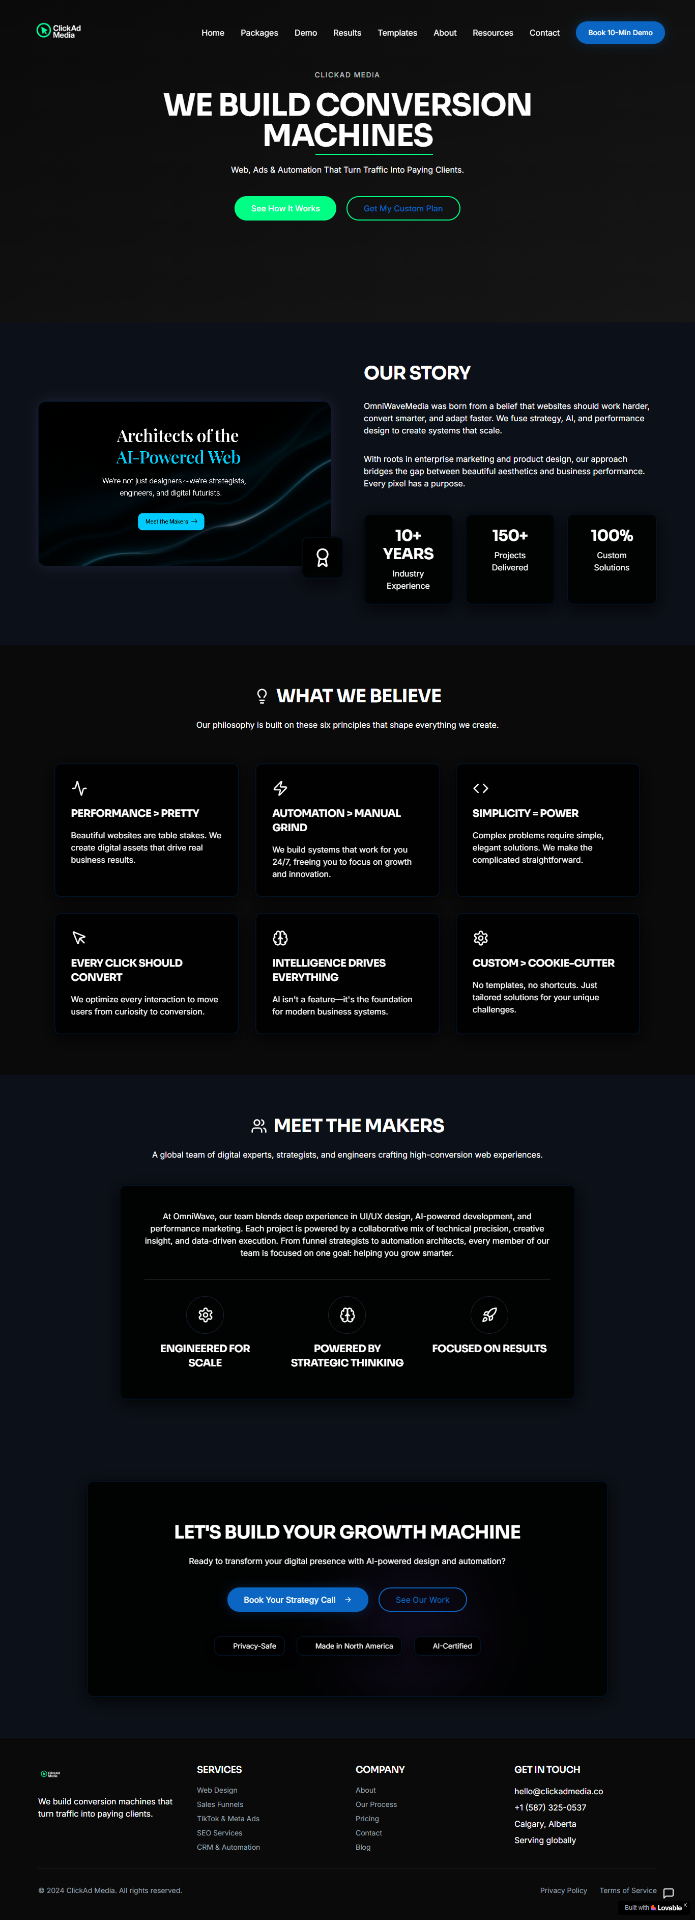 ClickAd
Media
Home Packages Demo Results Templates About Resources Contact Book 10-Min Demo
CLICKAD MEDIA
WE BUILD CONVERSION
MACHINES
Web, Ads & Automation That Turn Traffic Into Paying Clients.
See How It Works Get My Custom Plan
OUR STORY
OmniWaveMedia was born from a belief that websites should work harder,
convert smarter, and adapt faster. We fuse strategy, AI, and performance
design to create systems that scale.
With roots in enterprise marketing and product design, our approach
bridges the gap between beautiful aesthetics and business performance.
Every pixel has a purpose.
Architects of the
AI-Powered Web
We're not just designers—we're strategists,
engineers, and digital futurists.
Meet the Makers →
10+
YEARS
Industry
Experience
150+
Projects
Delivered
100%
Custom
Solutions
WHAT WE BELIEVE
Our philosophy is built on these six principles that shape everything we create.
PERFORMANCE > PRETTY
Beautiful websites are table stakes. We
create digital assets that drive real
business results.
AUTOMATION > MANUAL
GRIND
We build systems that work for you
24/7, freeing you to focus on growth
and innovation.
SIMPLICITY = POWER
Complex problems require simple,
elegant solutions. We make the
complicated straightforward.
EVERY CLICK SHOULD
CONVERT
We optimize every interaction to move
users from curiosity to conversion.
INTELLIGENCE DRIVES
EVERYTHING
AI isn't a feature—it's the foundation
for modern business systems.
CUSTOM > COOKIE-CUTTER
No templates, no shortcuts. Just
tailored solutions for your unique
challenges.
MEET THE MAKERS
A global team of digital experts, strategists, and engineers crafting high-conversion web experiences.
At OmniWave, our team blends deep experience in UI/UX design, AI-powered development, and
performance marketing. Each project is powered by a collaborative mix of technical precision, creative
insight, and data-driven execution. From funnel strategists to automation architects, every member of our
team is focused on one goal: helping you grow smarter.
ENGINEERED FOR
SCALE
POWERED BY
STRATEGIC THINKING
FOCUSED ON RESULTS
LET'S BUILD YOUR GROWTH MACHINE
Ready to transform your digital presence with AI-powered design and automation?
Book Your Strategy Call → See Our Work
Privacy-Safe Made in North America AI-Certified
ClickAd
Media
We build conversion machines that
turn traffic into paying clients.
SERVICES
Web Design
Sales Funnels
TikTok & Meta Ads
SEO Services
CRM & Automation
COMPANY
About
Our Process
Pricing
Contact
Blog
GET IN TOUCH
hello@clickadmedia.co
+1 (587) 325-0537
Calgary, Alberta
Serving globally
© 2024 ClickAd Media. All rights reserved.
Privacy Policy Terms of Service
Built with Lovable